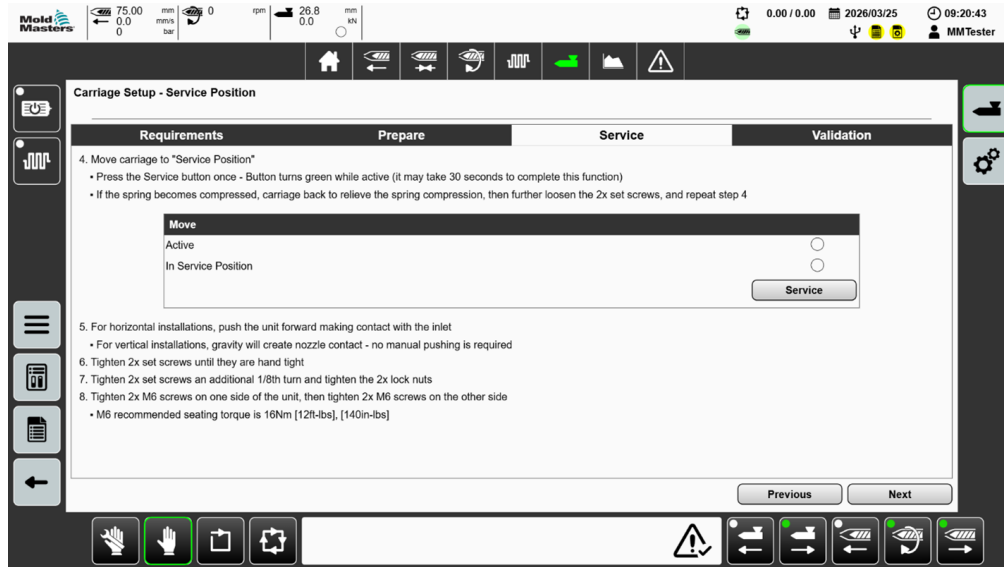 Mold
Masters
75.00 mm
0.0 mm/s
0 bar
0 rpm
26.8 mm
0.0 kN
0.00 / 0.00
2026/03/25
09:20:43
MMTester
Carriage Setup - Service Position
Requirements Prepare Service Validation
4. Move carriage to "Service Position"
• Press the Service button once - Button turns green while active (it may take 30 seconds to complete this function)
• If the spring becomes compressed, carriage back to relieve the spring compression, then further loosen the 2x set screws, and repeat step 4
Move
Active
In Service Position
Service
5. For horizontal installations, push the unit forward making contact with the inlet
• For vertical installations, gravity will create nozzle contact - no manual pushing is required
6. Tighten 2x set screws until they are hand tight
7. Tighten 2x set screws an additional 1/8th turn and tighten the 2x lock nuts
8. Tighten 2x M6 screws on one side of the unit, then tighten 2x M6 screws on the other side
• M6 recommended seating torque is 16Nm [12ft-lbs], [140in-lbs]
Previous
Next